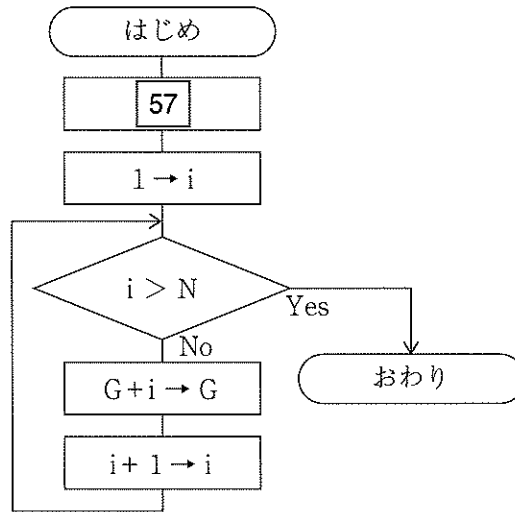 はじめ
57
1 → i
i > N
Yes
No
G+i → G
おわり
i+ 1 → i